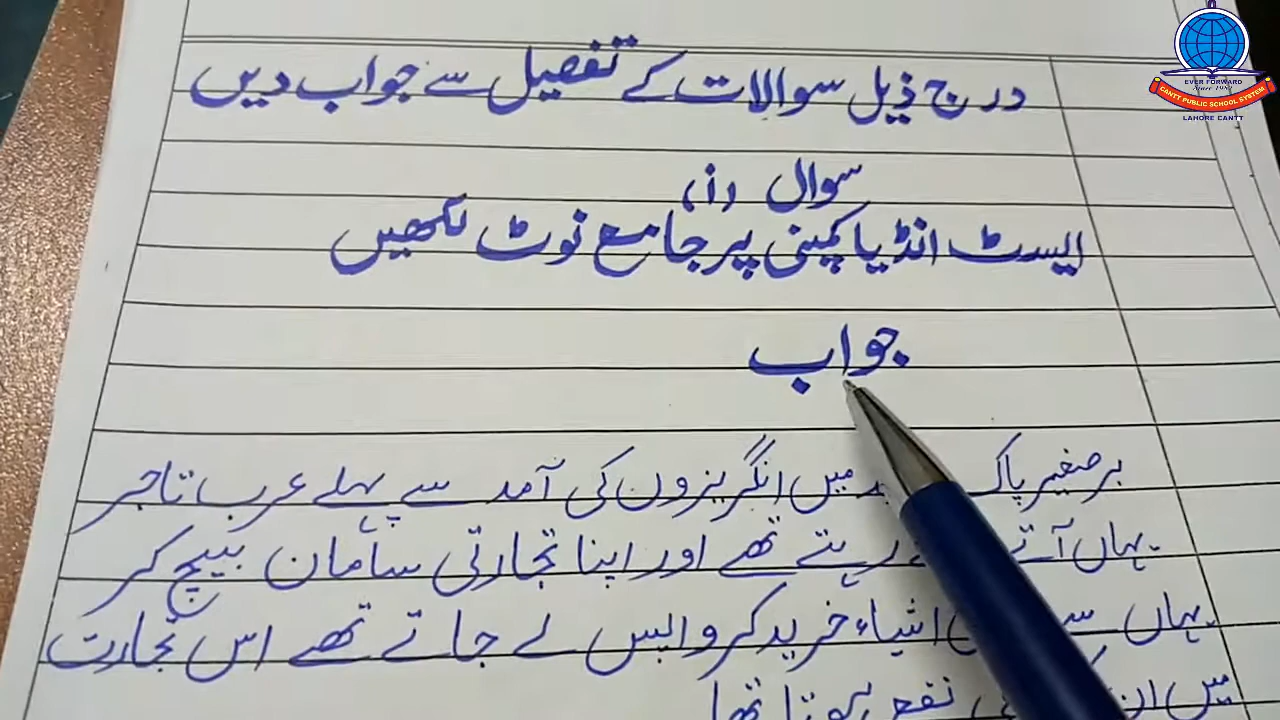 EVER FORWARD
Since 1982
CANTT PUBLIC SCHOOL SYSTEM
LAHORE CANTT
درج ذیل سوالات کے تفصیل سے جواب دیں
سوال (i)
ایسٹ انڈیا کمپنی پر جامع نوٹ لکھیں
جواب
برصغیر پاک میں انگریزوں کی آمد سے پہلے عرب تاجر
یہاں آتے رہتے تھے اور اپنا تجارتی سامان بیچ کر
یہاں اشیاء خرید کر واپس لے جاتے تھے اس تجارت
میں نفع ہوتا تھا